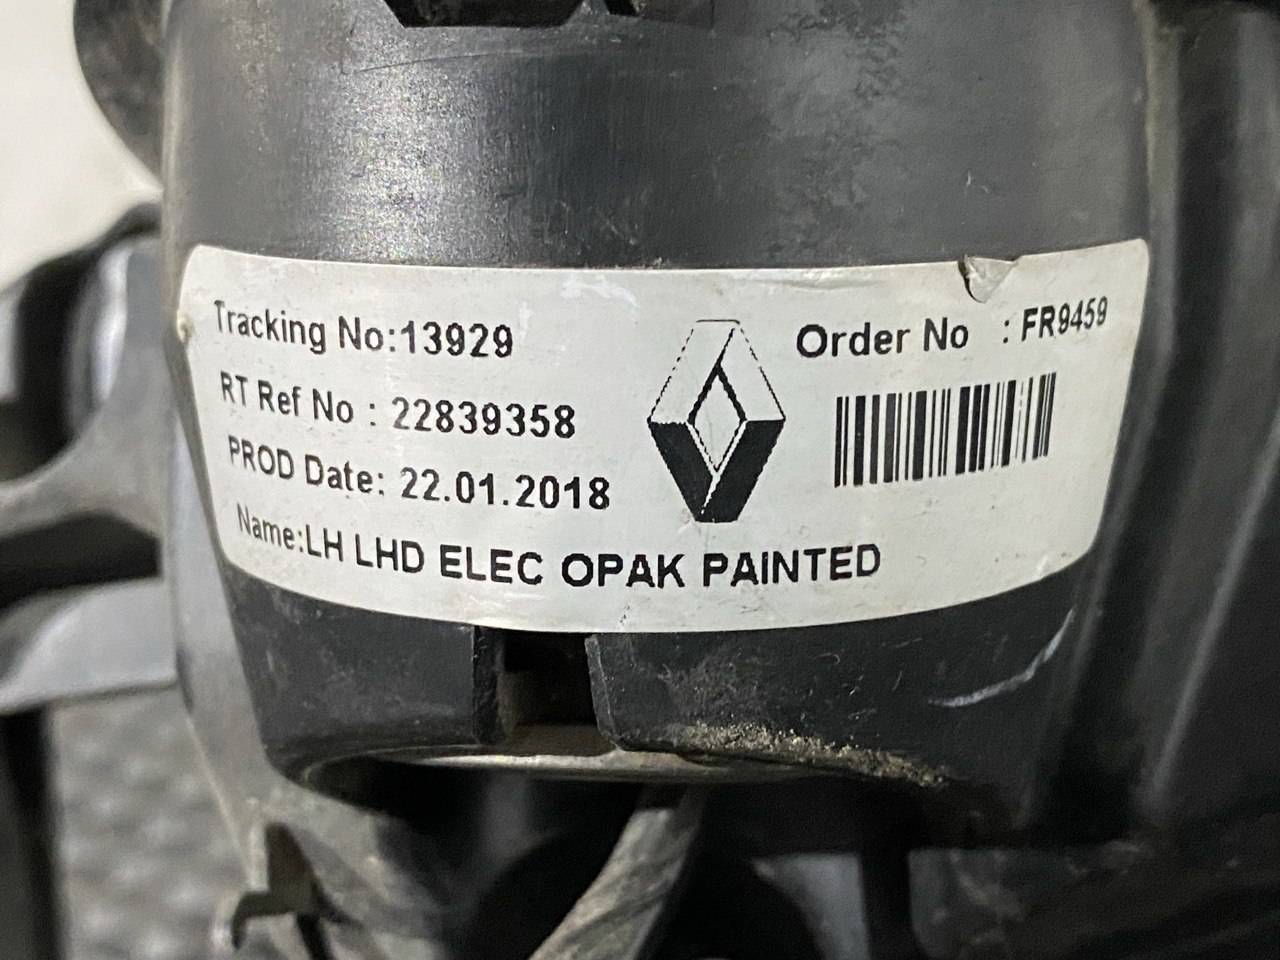 Tracking No:13929
Order No : FR9459
RT Ref No : 22839358
PROD Date: 22.01.2018
Name:LH LHD ELEC OPAK PAINTED